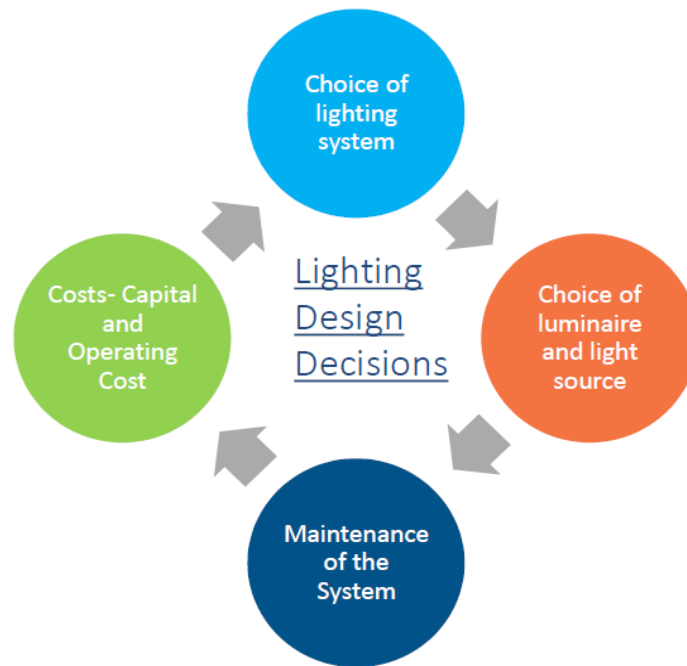 Choice of
lighting
system
Lighting
Design
Decisions
Costs- Capital
and
Operating
Cost
Choice of
luminaire
and light
source
Maintenance
of the
System